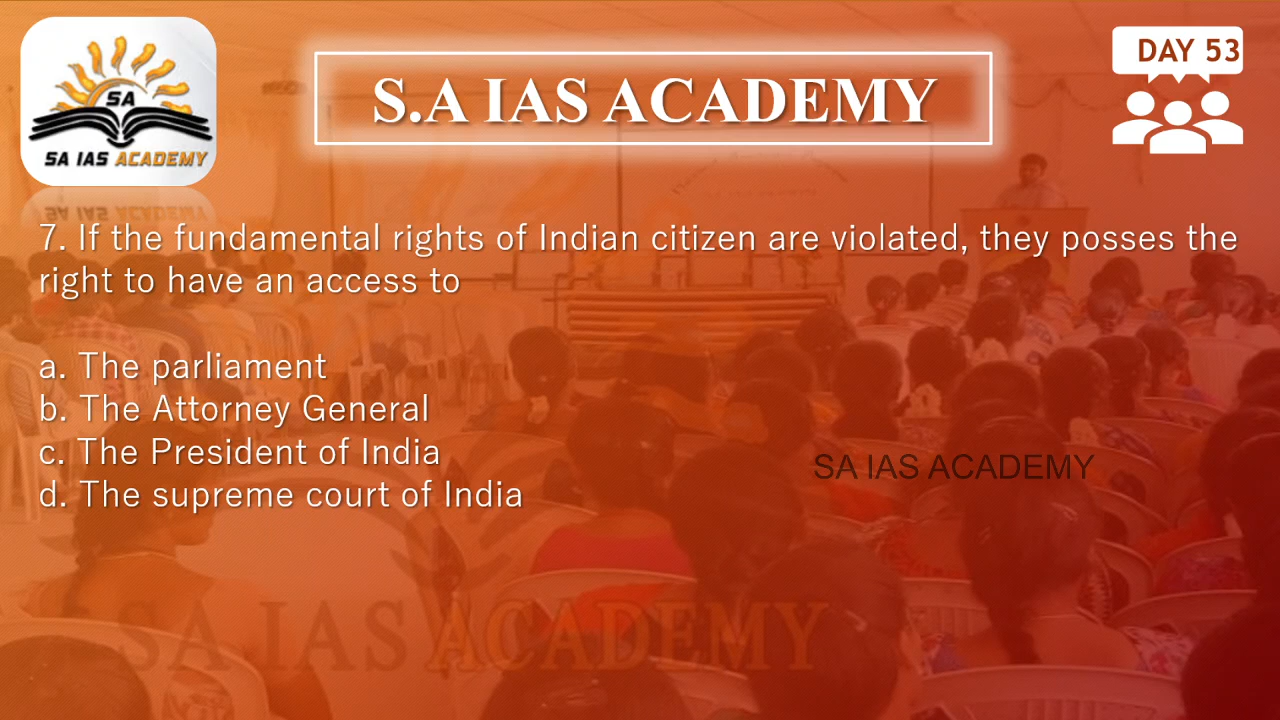 SA
SA IAS ACADEMY
S.A IAS ACADEMY
DAY 53
7. If the fundamental rights of Indian citizen are violated, they posses the
right to have an access to
a. The parliament
b. The Attorney General
c. The President of India
d. The supreme court of India
SA IAS ACADEMY
SA IAS ACADEMY